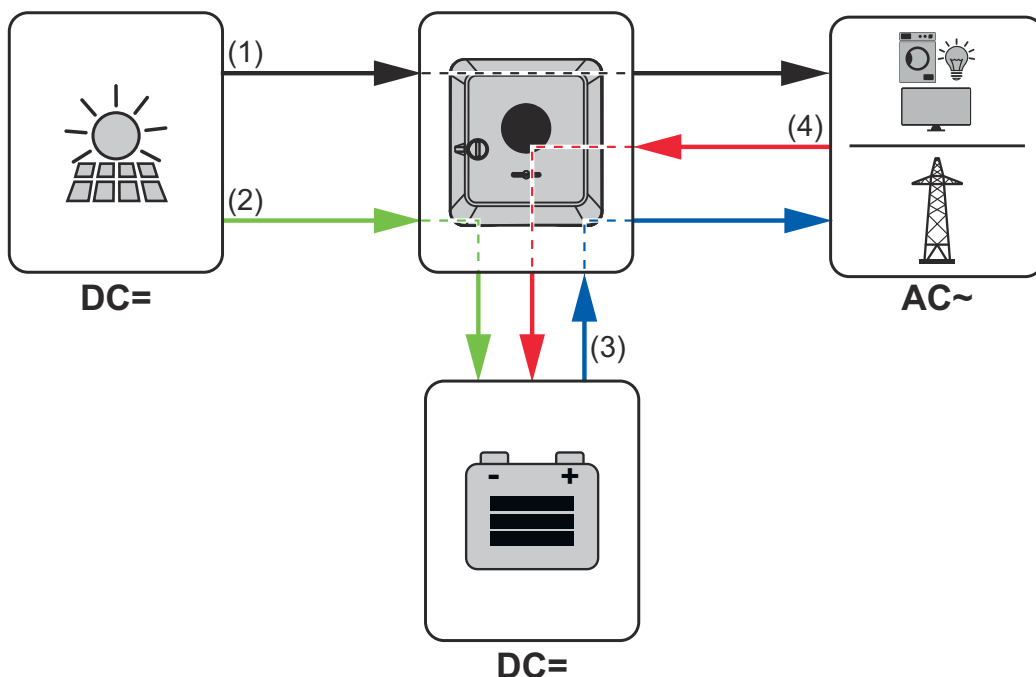 (1)
(4)
(2)
DC=
AC~
(3)
- +
DC=